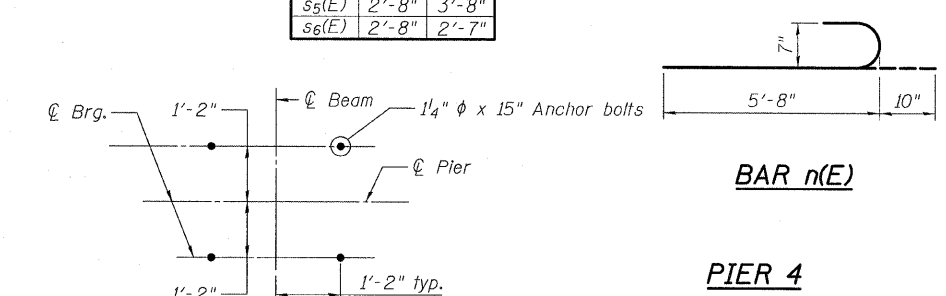 s5(E) 2'-8" 3'-8"
s6(E) 2'-8" 2'-7"
7"
5'-8" 10"
BAR n(E)
℄ Beam
1¼" ϕ x 15" Anchor bolts
℄ Brg.
1'-2"
℄ Pier
1'-2" typ.
1'-2"
PIER 4